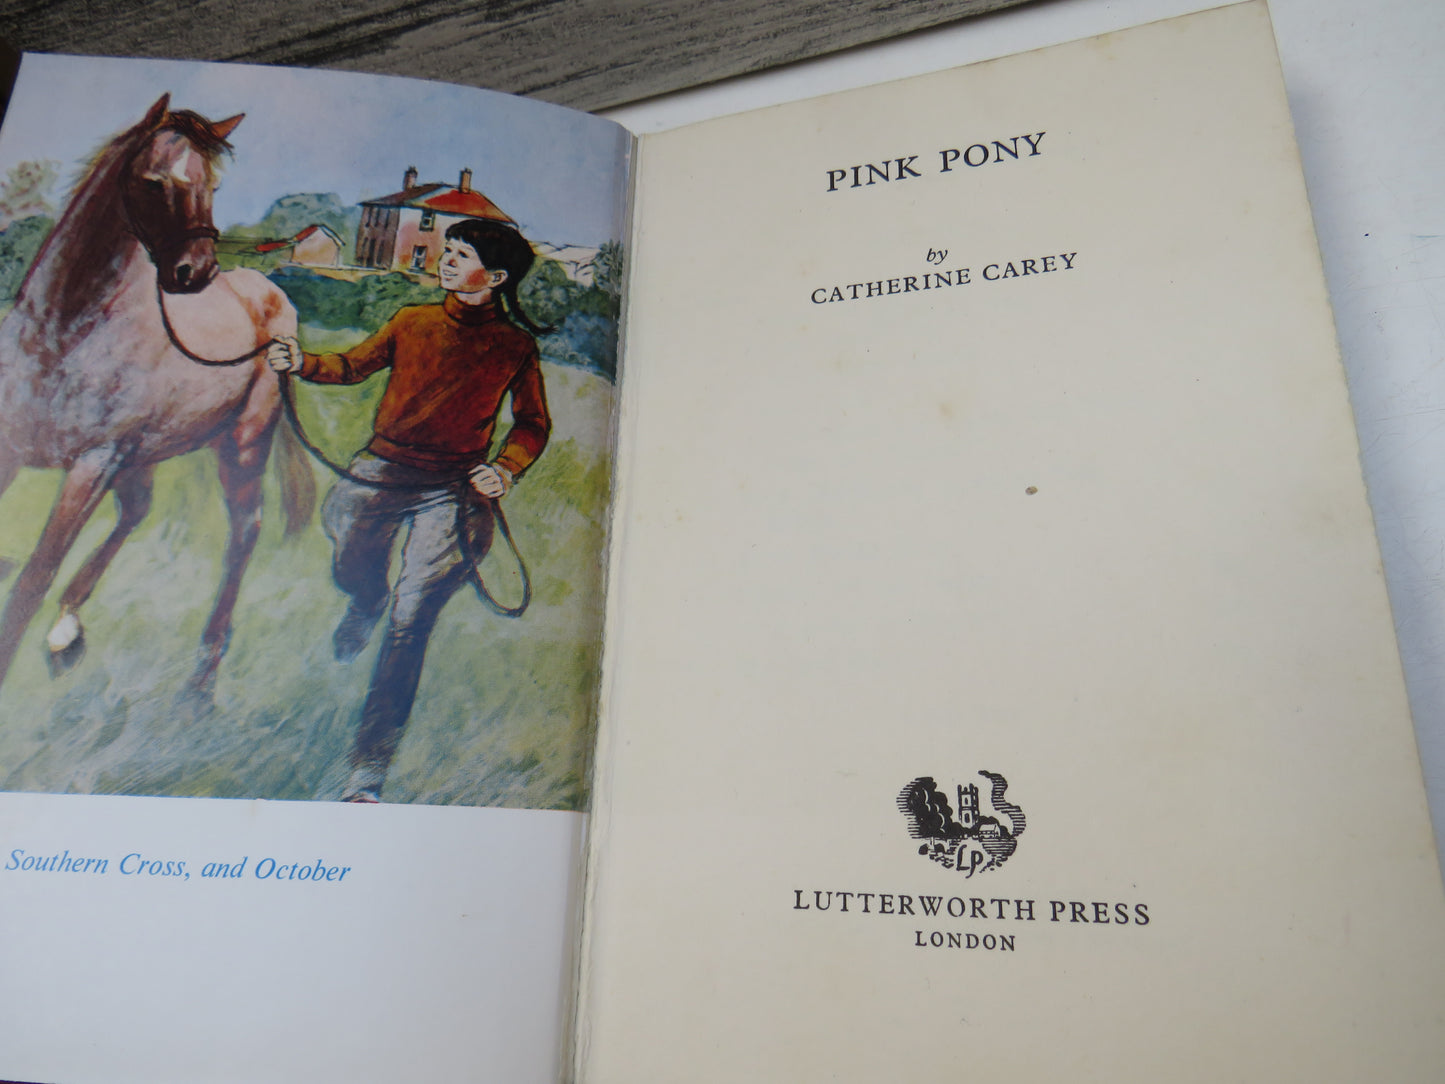 Southern Cross, and October
PINK PONY
by
CATHERINE CAREY
LP
LUTTERWORTH PRESS
LONDON